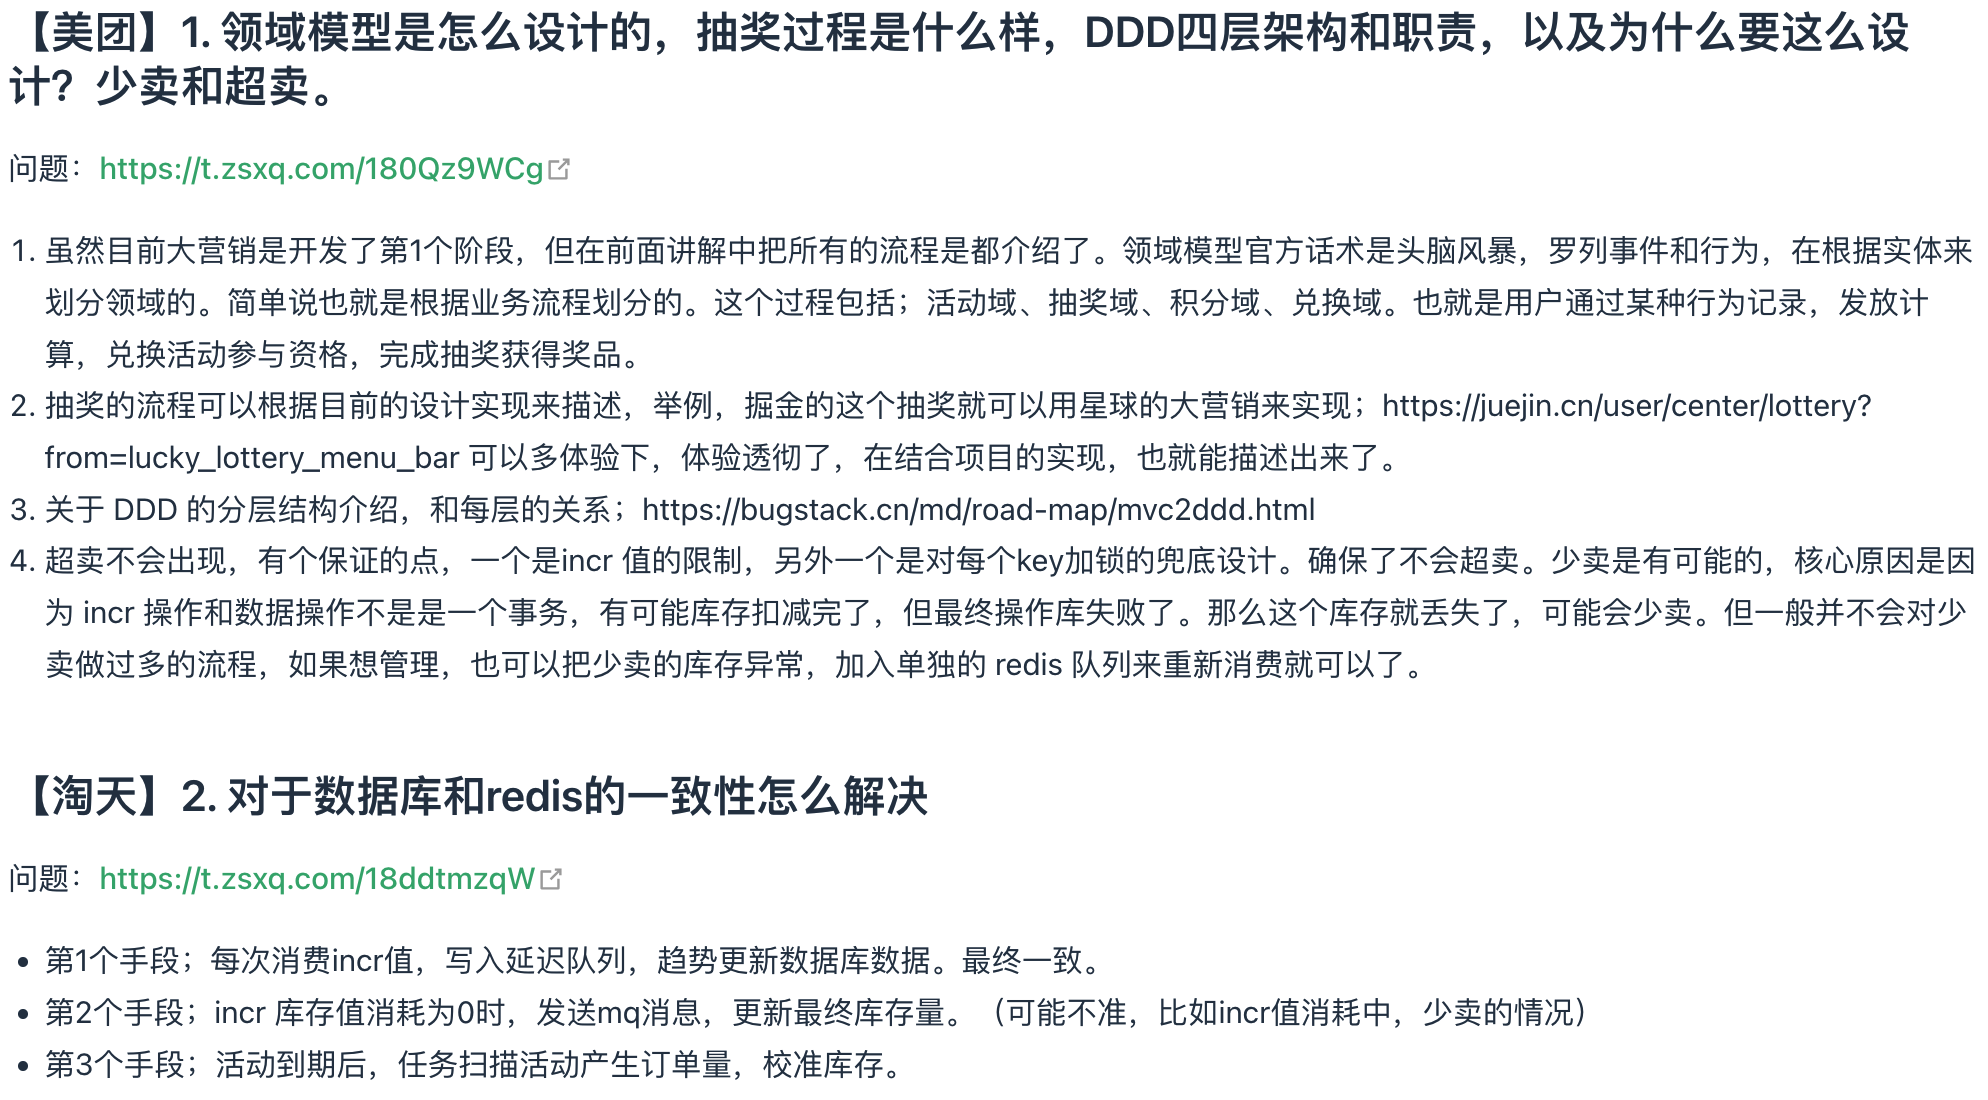 【美团】1. 领域模型是怎么设计的，抽奖过程是什么样，DDD四层架构和职责，以及为什么要这么设
计？少卖和超卖。
问题：https://t.zsxq.com/180Qz9WCg
1. 虽然目前大营销是开发了第1个阶段，但在前面讲解中把所有的流程是都介绍了。领域模型官方话术是头脑风暴，罗列事件和行为，在根据实体来
划分领域的。简单说也就是根据业务流程划分的。这个过程包括；活动域、抽奖域、积分域、兑换域。也就是用户通过某种行为记录，发放计
算，兑换活动参与资格，完成抽奖获得奖品。
2. 抽奖的流程可以根据目前的设计实现来描述，举例，掘金的这个抽奖就可以用星球的大营销来实现；https://juejin.cn/user/center/lottery?
from=lucky_lottery_menu_bar 可以多体验下，体验透彻了，在结合项目的实现，也就能描述出来了。
3. 关于 DDD 的分层结构介绍，和每层的关系；https://bugstack.cn/md/road-map/mvc2ddd.html
4. 超卖不会出现，有个保证的点，一个是incr 值的限制，另外一个是对每个key加锁的兜底设计。确保了不会超卖。少卖是有可能的，核心原因是因
为 incr 操作和数据操作不是是一个事务，有可能库存扣减完了，但最终操作库失败了。那么这个库存就丢失了，可能会少卖。但一般并不会对少
卖做过多的流程，如果想管理，也可以把少卖的库存异常，加入单独的 redis 队列来重新消费就可以了。
【淘天】2. 对于数据库和redis的一致性怎么解决
问题：https://t.zsxq.com/18ddtmzqW
• 第1个手段；每次消费incr值，写入延迟队列，趋势更新数据库数据。最终一致。
• 第2个手段；incr 库存值消耗为0时，发送mq消息，更新最终库存量。（可能不准，比如incr值消耗中，少卖的情况）
• 第3个手段；活动到期后，任务扫描活动产生订单量，校准库存。